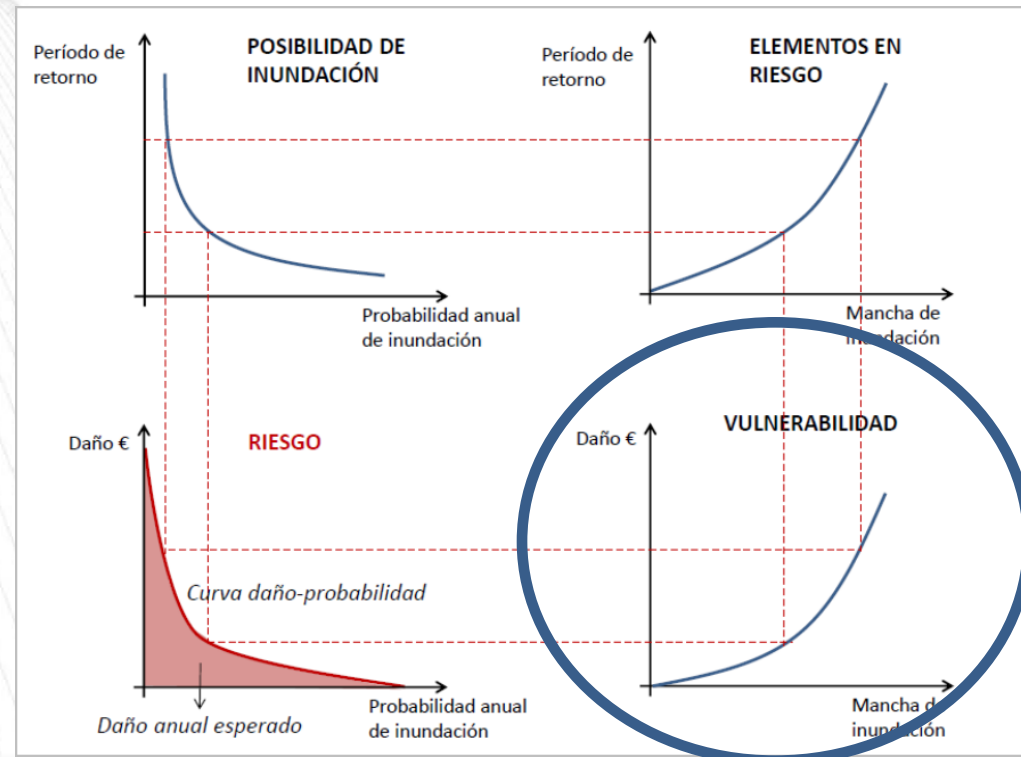 Período de
retorno
POSIBILIDAD DE
INUNDACIÓN
Probabilidad anual
de inundación
Período de
retorno
ELEMENTOS EN
RIESGO
Mancha de
inundación
Daño €
RIESGO
Curva daño-probabilidad
Daño anual esperado
Probabilidad anual
de inundación
Daño €
VULNERABILIDAD
Mancha de
inundación